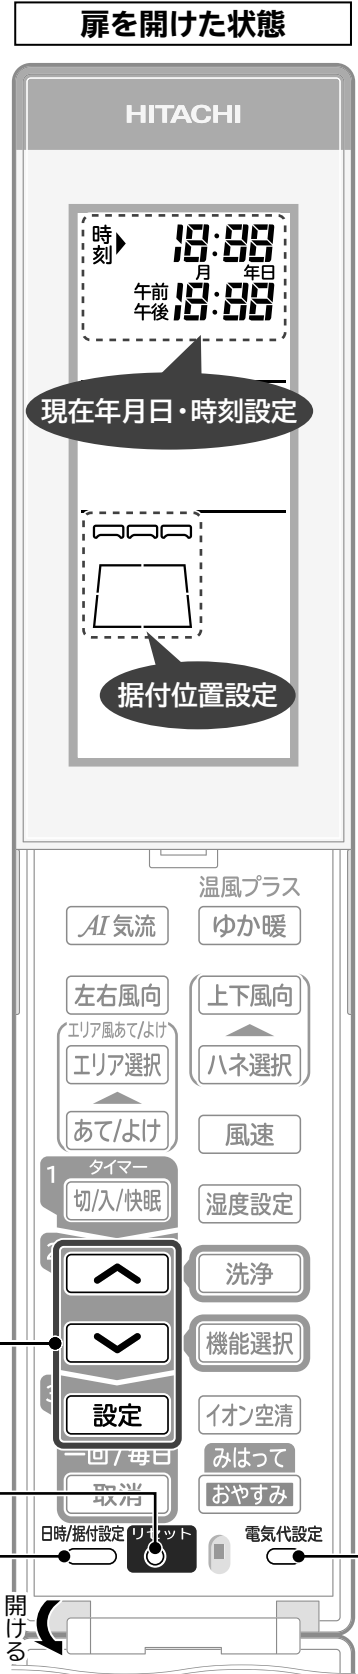 扉を開けた状態
HITACHI
時刻
18:88
月 年日
午前
午後
18:88
現在年月日・時刻設定
据付位置設定
温風プラス
AI 気流
ゆか暖
左右風向
上下風向
エリア風あて/よけ
エリア選択
ハネ選択
あて/よけ
風速
1
タイマー
切/入/快眠
湿度設定
2
洗浄
機能選択
3
設定
イオン空清
一回/毎日
みはって
取消
おやすみ
日時/据付設定
リセット
電気代設定
開ける